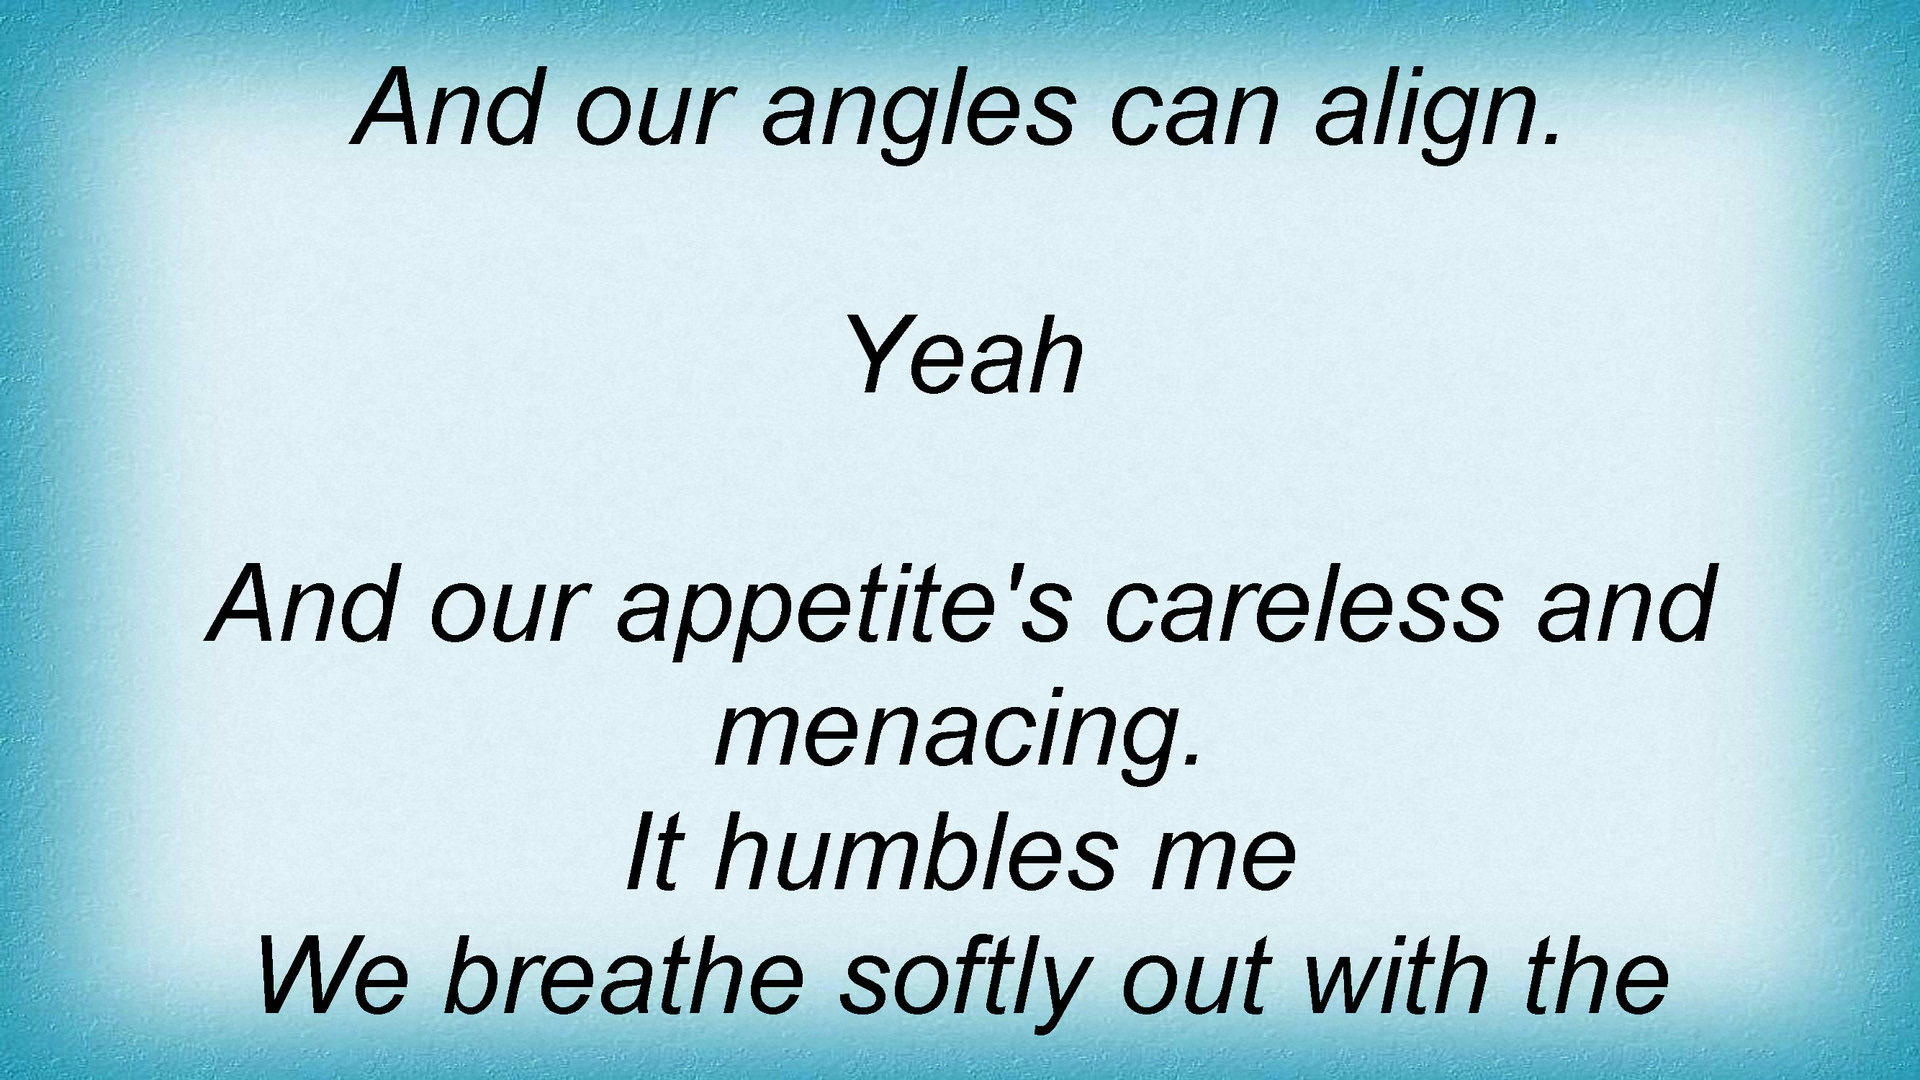 And our angles can align.
Yeah
And our appetite's careless and
menacing.
It humbles me
We breathe softly out with the